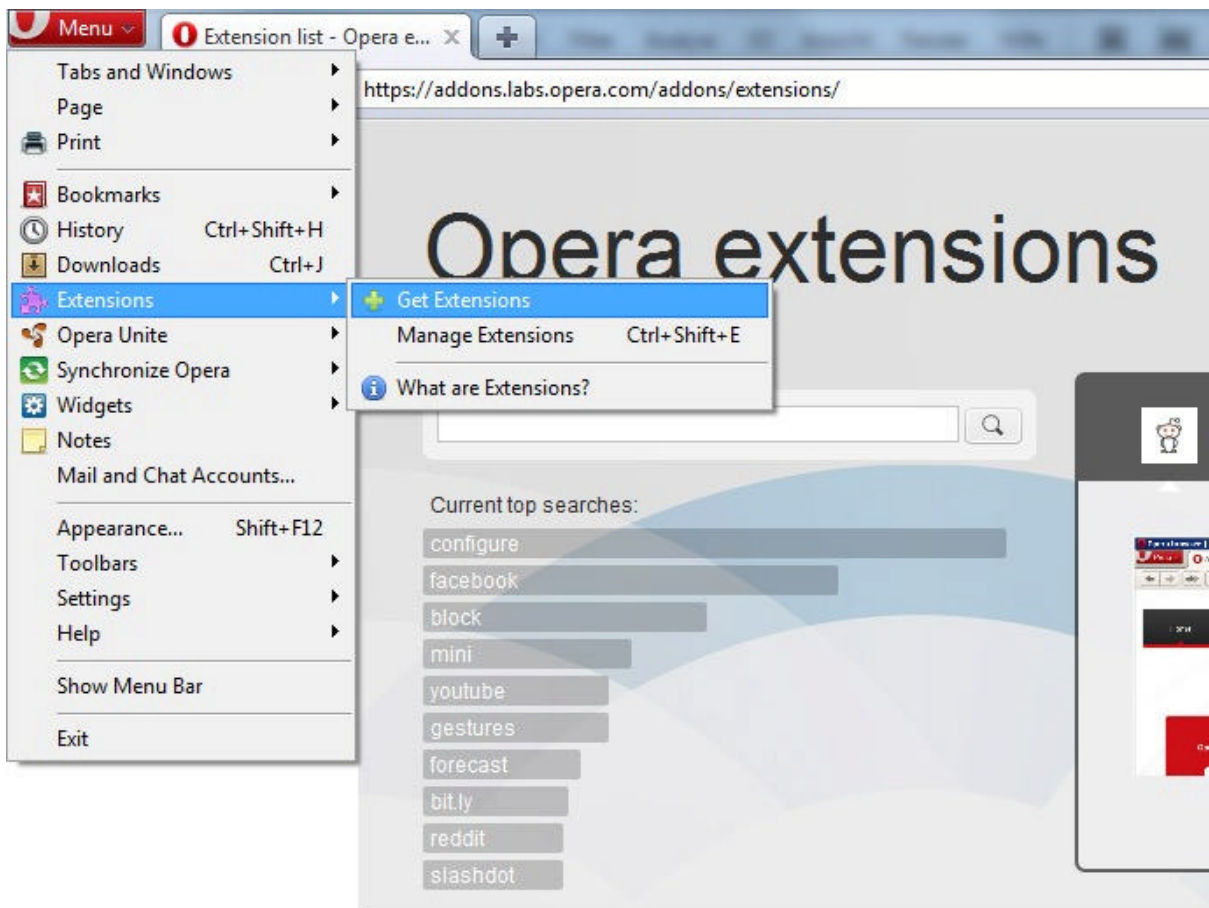 Menu
Extension list - Opera e...
https://addons.labs.opera.com/addons/extensions/
Tabs and Windows
Page
Print
Bookmarks
History Ctrl+Shift+H
Downloads Ctrl+J
Extensions
Opera Unite
Synchronize Opera
Widgets
Notes
Mail and Chat Accounts...
Appearance... Shift+F12
Toolbars
Settings
Help
Show Menu Bar
Exit
Get Extensions
Manage Extensions Ctrl+Shift+E
What are Extensions?
Opera extensions
Current top searches:
configure
facebook
block
mini
youtube
gestures
forecast
bit.ly
reddit
slashdot